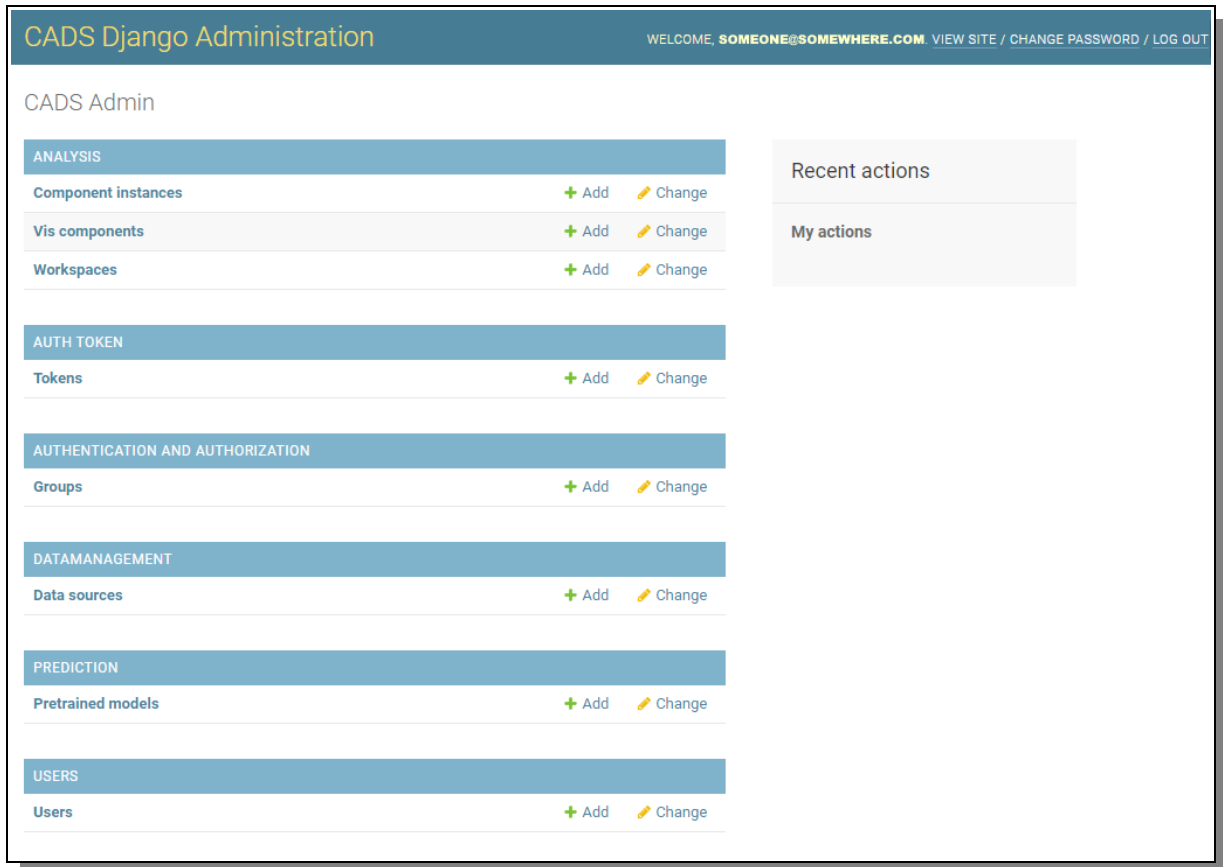 CADS Django Administration
WELCOME, SOMEONE@SOMEWHERE.COM. VIEW SITE / CHANGE PASSWORD / LOG OUT
CADS Admin
ANALYSIS
Component instances Add Change
Vis components Add Change
Workspaces Add Change
AUTH TOKEN
Tokens Add Change
AUTHENTICATION AND AUTHORIZATION
Groups Add Change
DATAMANAGEMENT
Data sources Add Change
PREDICTION
Pretrained models Add Change
USERS
Users Add Change
Recent actions
My actions